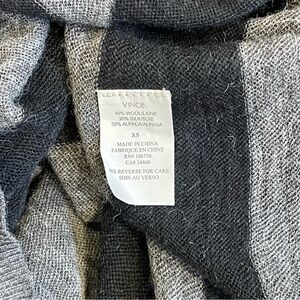 VINCE.
40% WOOL/LAINE
30% SILK/SOIE
30% ALPACA/ALPAGA
XS
MADE IN CHINA
FABRIQUE EN CHINE
RN# 106730
CA# 36808
SEE REVERSE FOR CARE
SOIN AU VERSO